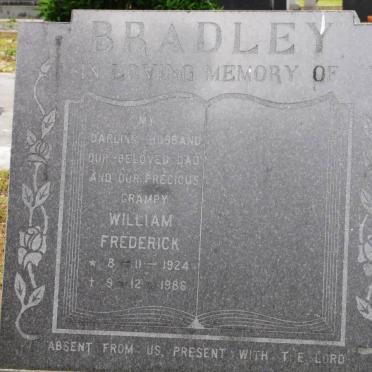 BRADLEY
IN LOVING MEMORY OF
MY
DARLING HUSBAND
OUR BELOVED DAD
AND OUR PRECIOUS
GRAMPY
WILLIAM
FREDERICK
* 8 - 11 - 1924
† 9 - 12 - 1986
ABSENT FROM US, PRESENT WITH T E LORD